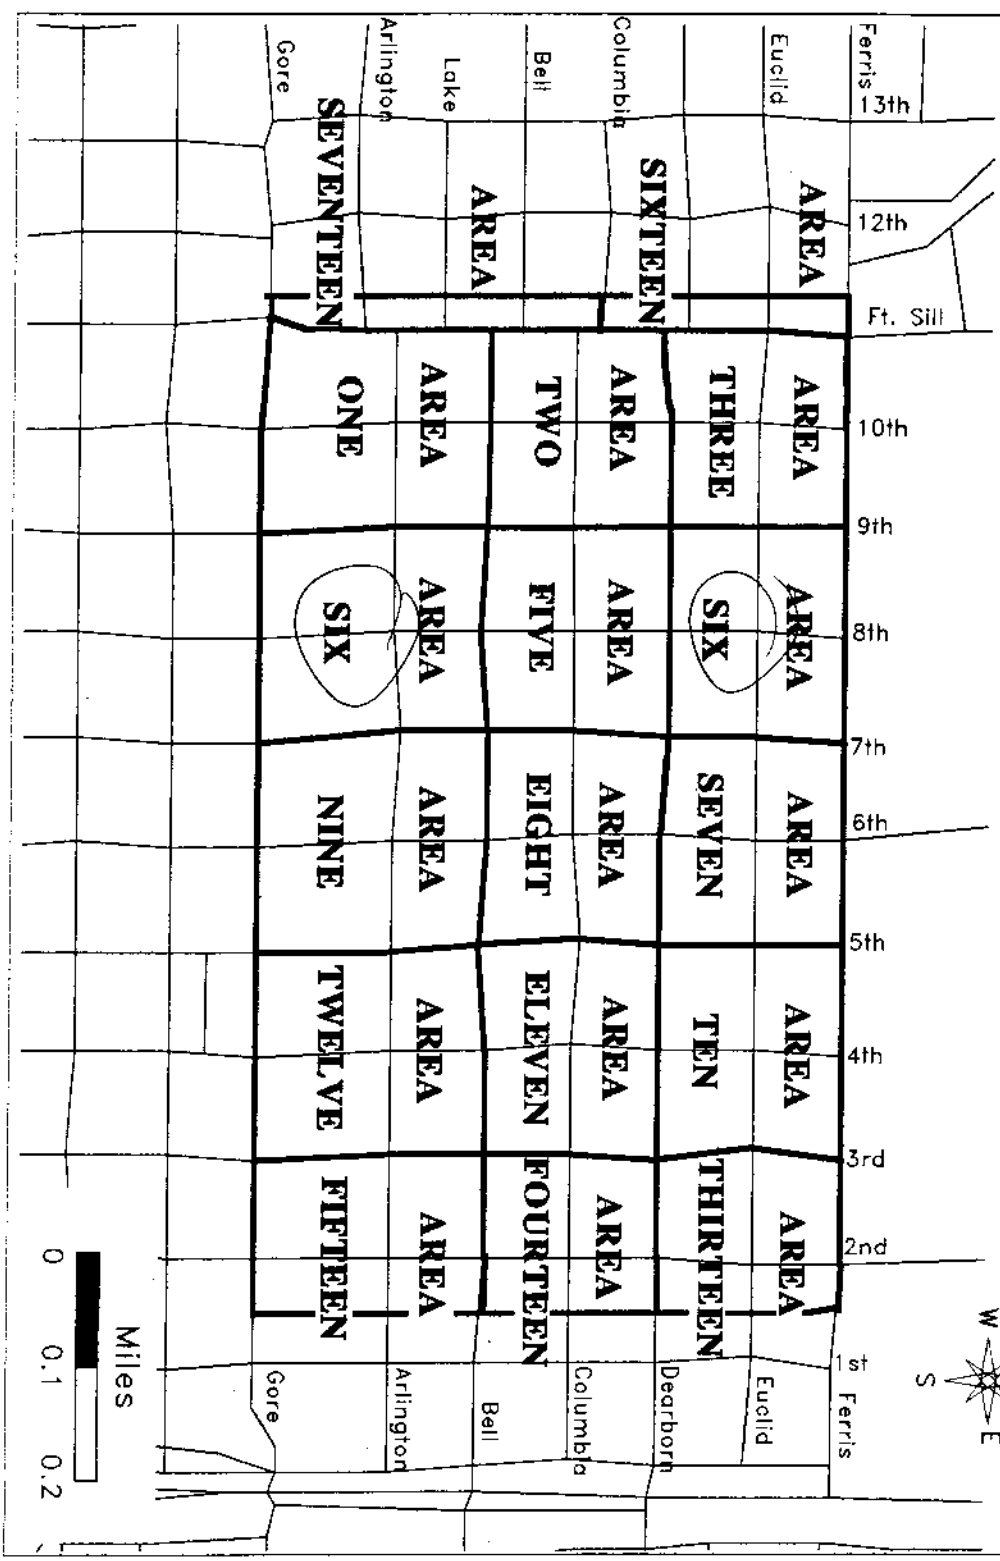 Gore
Arlington
Lake
Bell
Columbia
Euclid
Ferris
13th
12th
Ft. Sill
10th
9th
8th
7th
6th
5th
4th
3rd
2nd
1st
AREA
SEVENTEEN
AREA
SIXTEEN
AREA
ONE
AREA
TWO
AREA
THREE
AREA
SIX
AREA
FIVE
AREA
SIX
AREA
NINE
AREA
EIGHT
AREA
SEVEN
AREA
TWELVE
AREA
ELEVEN
AREA
TEN
AREA
FIFTEEN
AREA
FOURTEEN
AREA
THIRTEEN
Gore
Arlington
Bell
Columbia
Dearborn
Euclid
Ferris
W
S
E
0 0.1 0.2
Miles